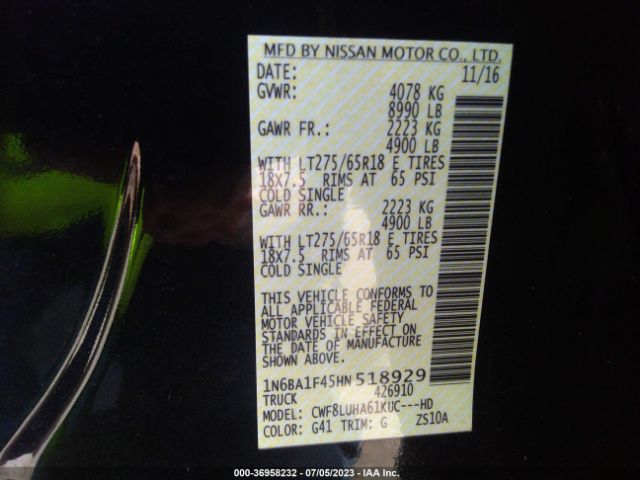 MFD BY NISSAN MOTOR CO., LTD.
DATE: 11/16
GVWR: 4078 KG
8990 LB
GAWR FR.: 2223 KG
4900 LB
WITH LT275/65R18 E TIRES
18X7.5 RIMS AT 65 PSI
COLD SINGLE
GAWR RR.: 2223 KG
4900 LB
WITH LT275/65R18 E TIRES
18X7.5 RIMS AT 65 PSI
COLD SINGLE
THIS VEHICLE CONFORMS TO
ALL APPLICABLE FEDERAL
MOTOR VEHICLE SAFETY
STANDARDS IN EFFECT ON
THE DATE OF MANUFACTURE
SHOWN ABOVE.
1N6BA1F45HN518929
TRUCK 426910
MODEL: CWF8LUHA61KUC---HD
COLOR: G41 TRIM: G ZS10A
000-36958232 - 07/05/2023 - IAA Inc.